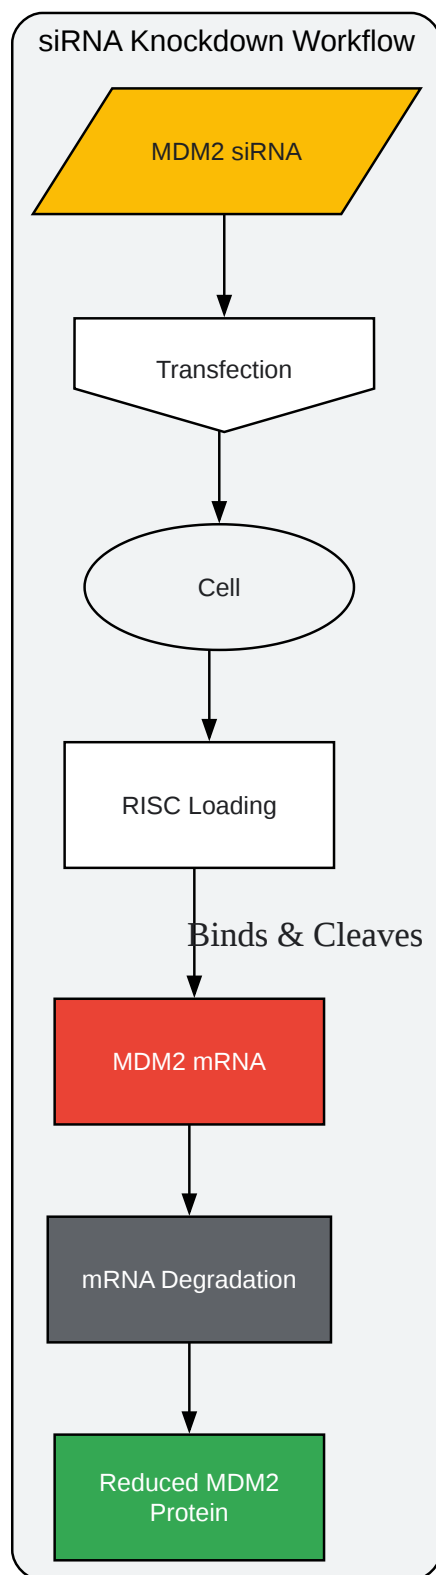 siRNA Knockdown Workflow
MDM2 siRNA
Transfection
Cell
RISC Loading
Binds & Cleaves
MDM2 mRNA
mRNA Degradation
Reduced MDM2
Protein